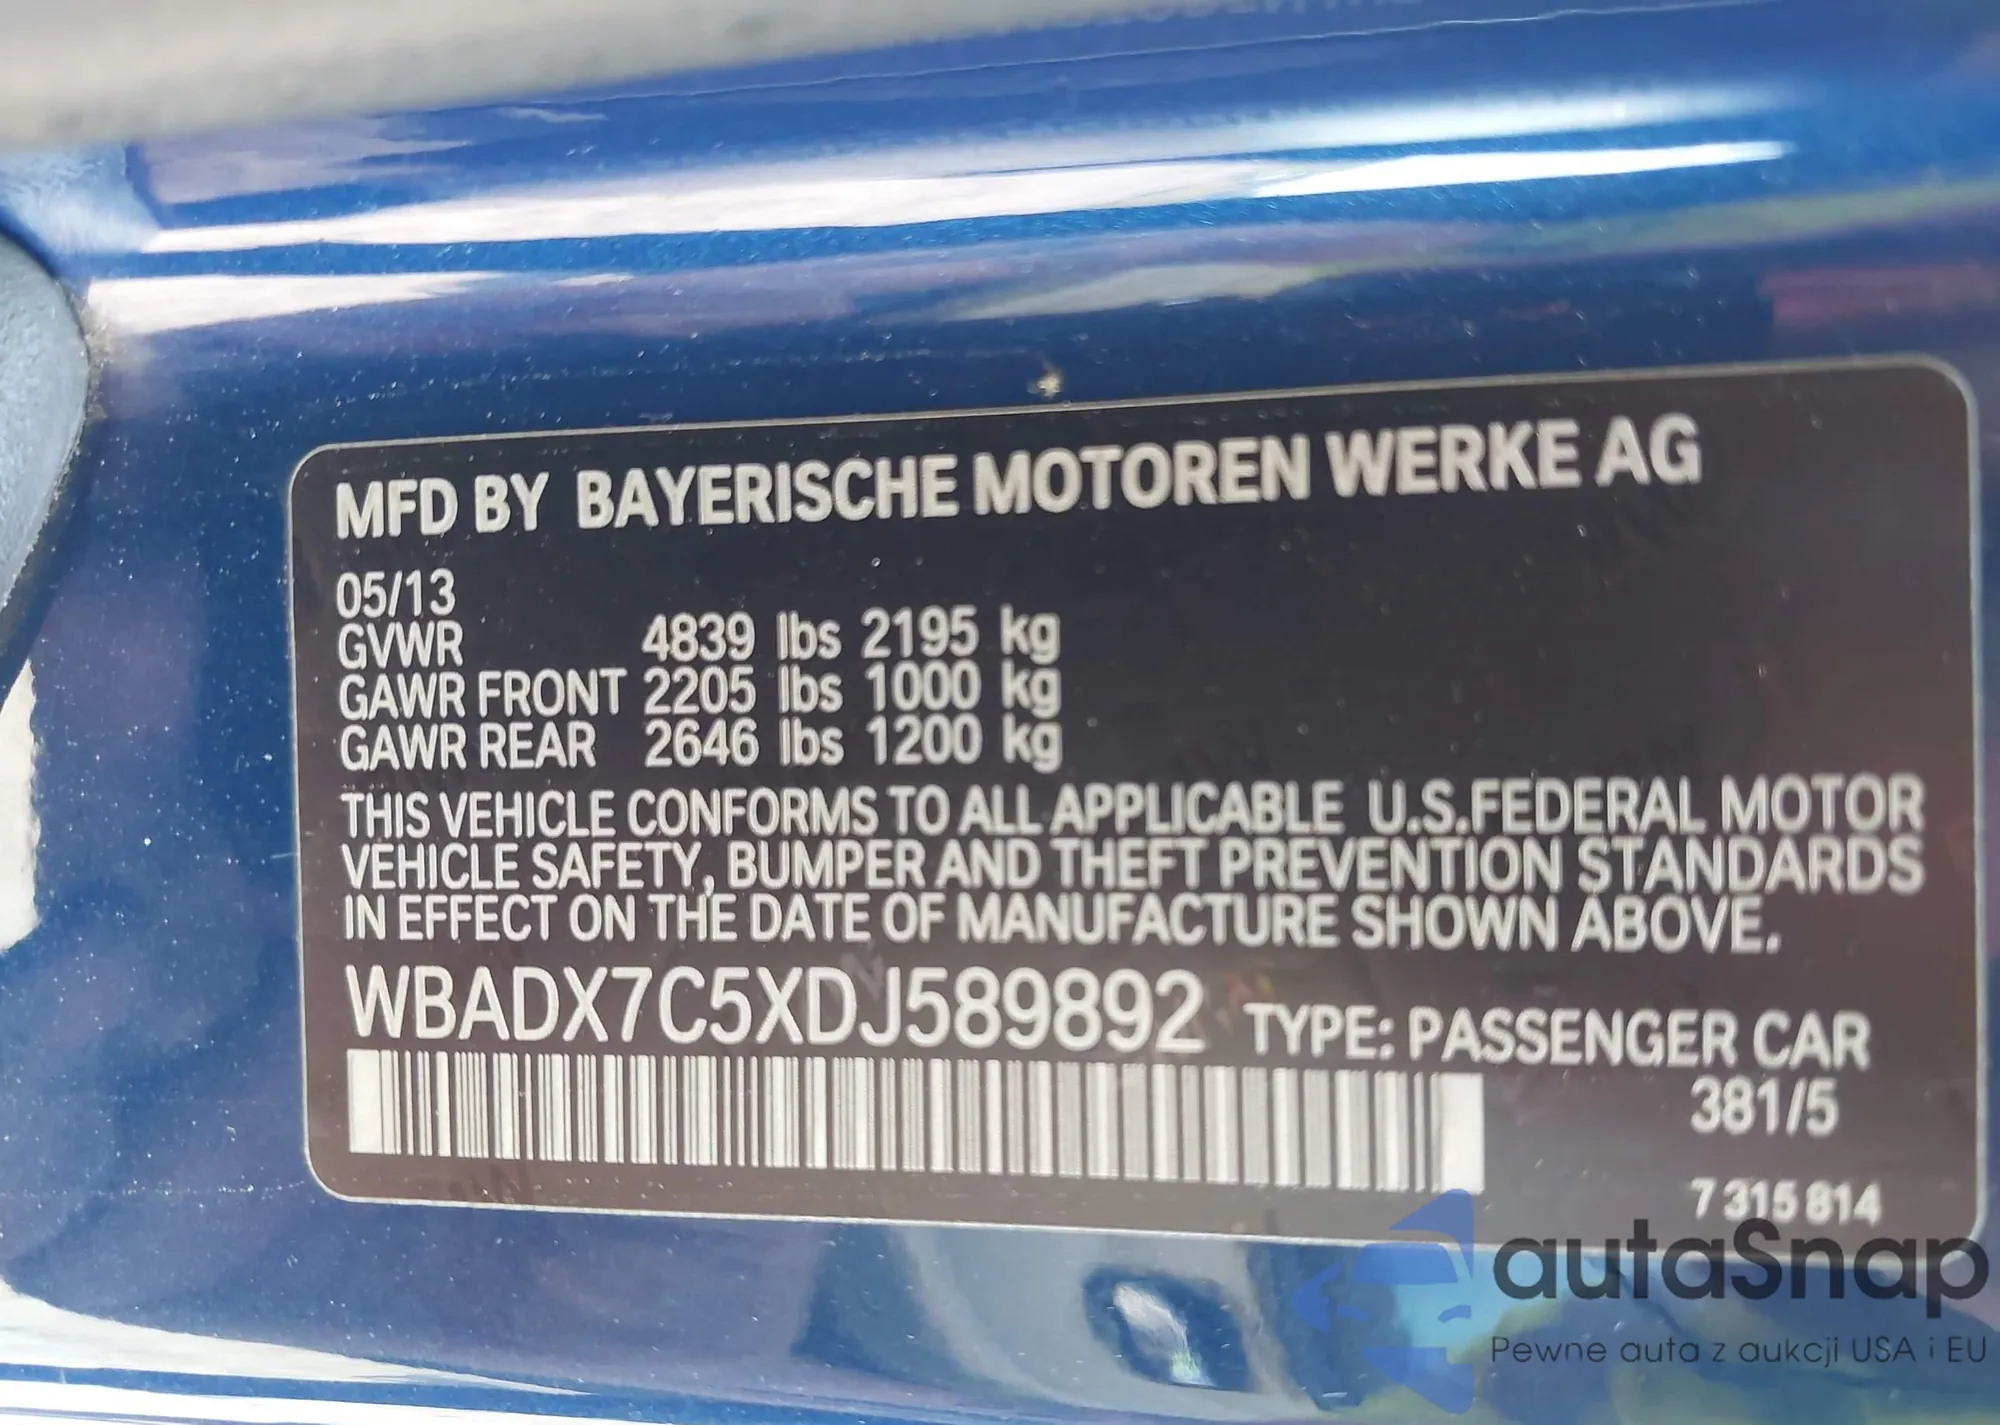 MFD BY BAYERISCHE MOTOREN WERKE AG
05/13
GVWR 4839 lbs 2195 kg
GAWR FRONT 2205 lbs 1000 kg
GAWR REAR 2646 lbs 1200 kg
THIS VEHICLE CONFORMS TO ALL APPLICABLE U.S.FEDERAL MOTOR
VEHICLE SAFETY, BUMPER AND THEFT PREVENTION STANDARDS
IN EFFECT ON THE DATE OF MANUFACTURE SHOWN ABOVE.
WBADX7C5XDJ589892 TYPE: PASSENGER CAR
381/5
7 315 814
autaSnap
Pewne auta z aukcji USA i EU